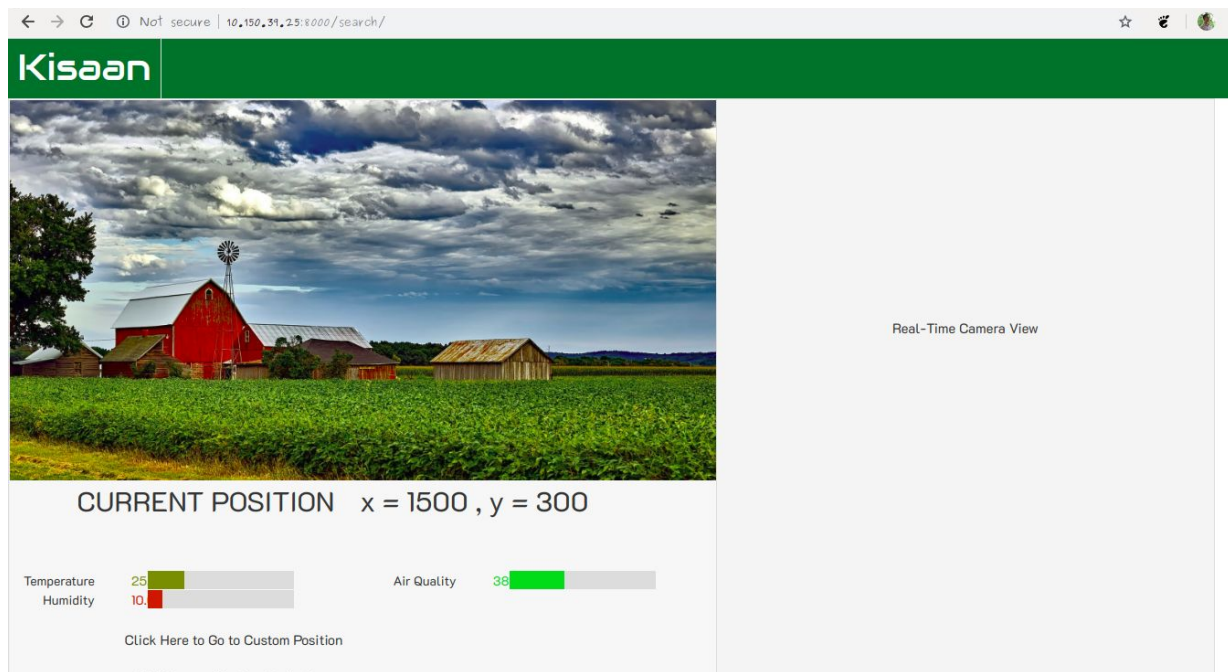 Not secure | 10.150.39.25:8000/search/
Kisaan
Real-Time Camera View
CURRENT POSITION x = 1500 , y = 300
Temperature 25 Air Quality 38
Humidity 10.
Click Here to Go to Custom Position